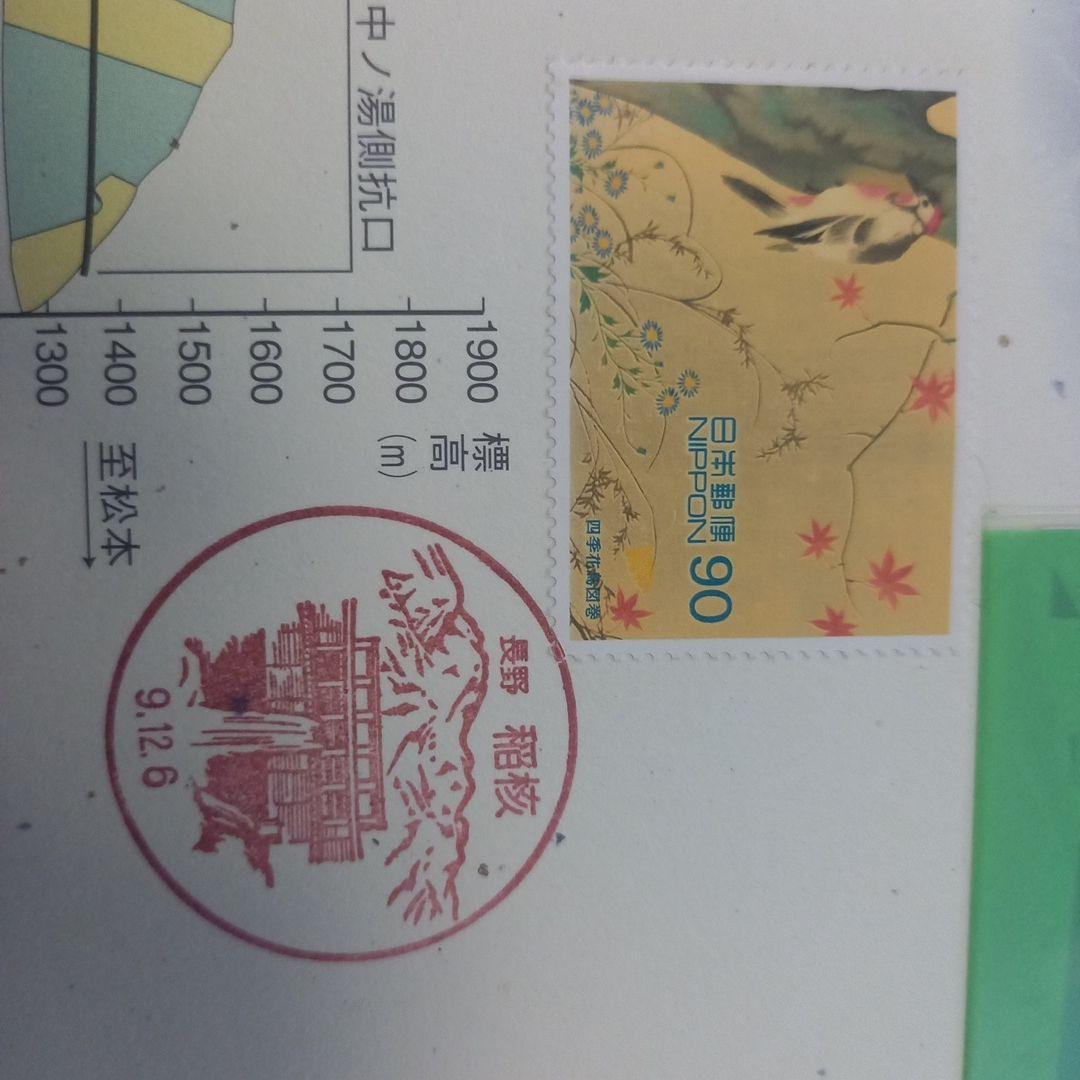 中ノ湯側抗口
1900
1800
1700
1600
1500
1400
1300
標高
(m)
至松本
日本郵便 90
NIPPON
四季花鳥図巻
長野 稲核
9.12.6